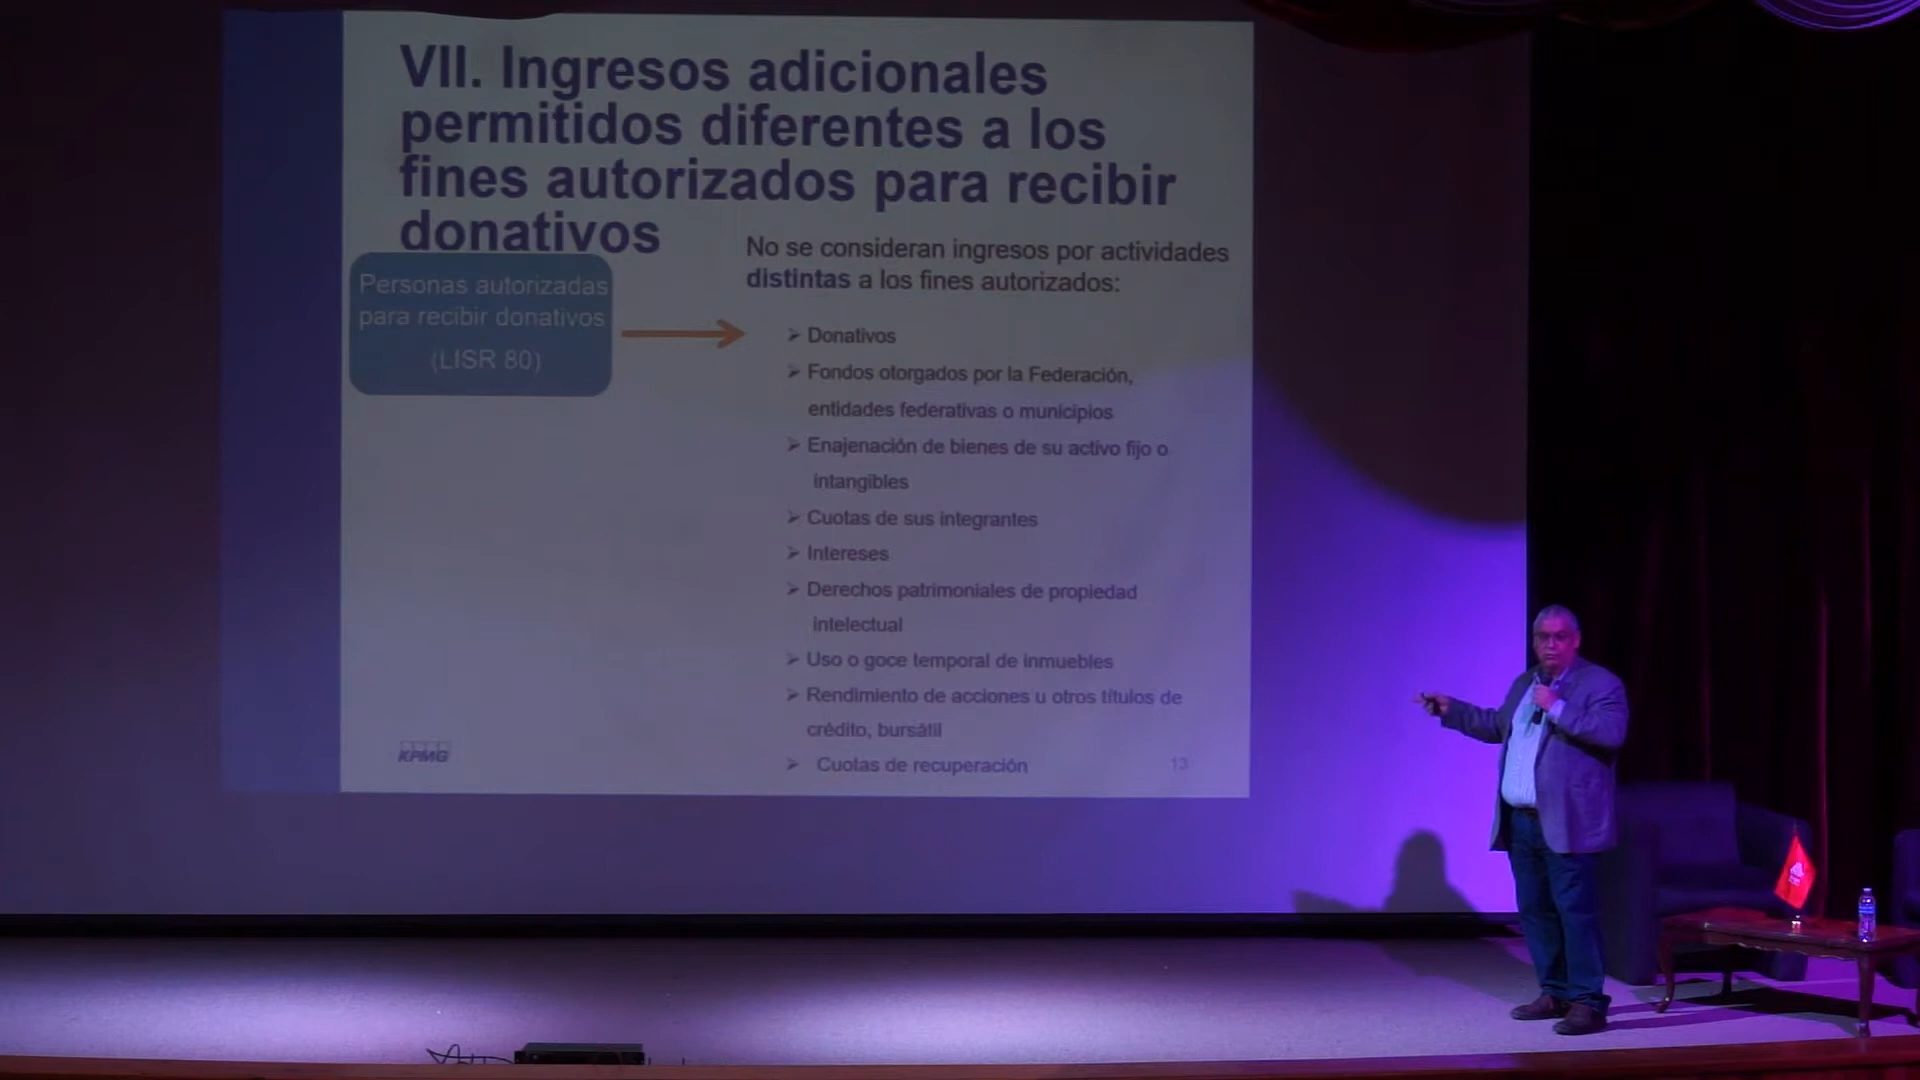 VII. Ingresos adicionales
permitidos diferentes a los
fines autorizados para recibir
donativos
Personas autorizadas
para recibir donativos
(LISR 80)
No se consideran ingresos por actividades
distintas a los fines autorizados:
➢ Donativos
➢ Fondos otorgados por la Federación,
entidades federativas o municipios
➢ Enajenación de bienes de su activo fijo o
intangibles
➢ Cuotas de sus integrantes
➢ Intereses
➢ Derechos patrimoniales de propiedad
intelectual
➢ Uso o goce temporal de inmuebles
➢ Rendimiento de acciones u otros títulos de
crédito, bursátil
➢ Cuotas de recuperación
KPMG
13